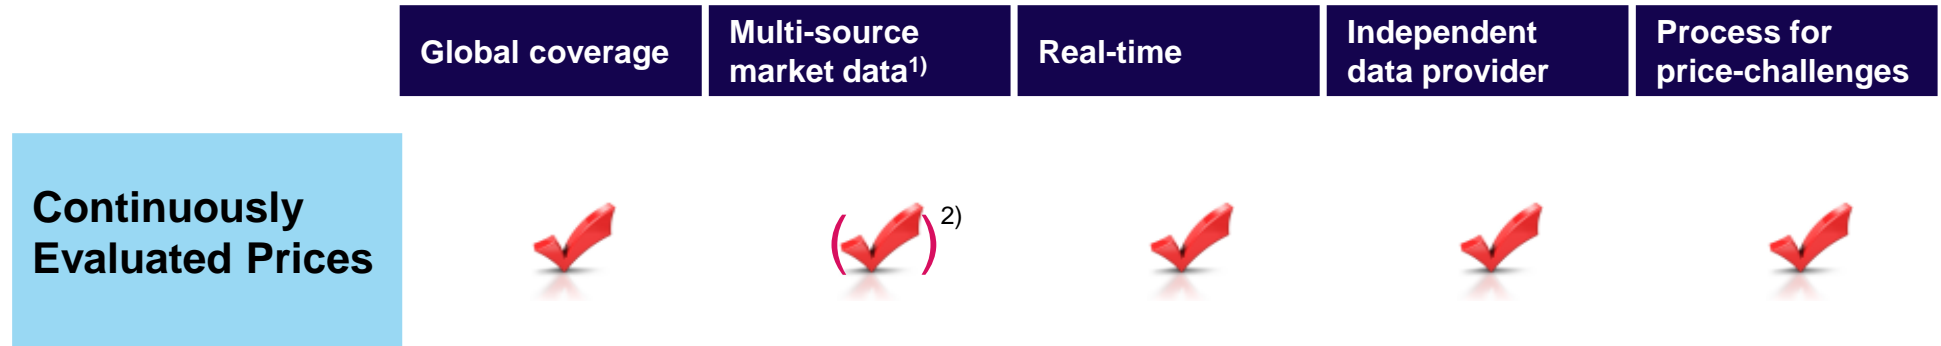 Global coverage
Multi-source
market data1)
Real-time
Independent
data provider
Process for
price-challenges
Continuously
Evaluated Prices
( )2)